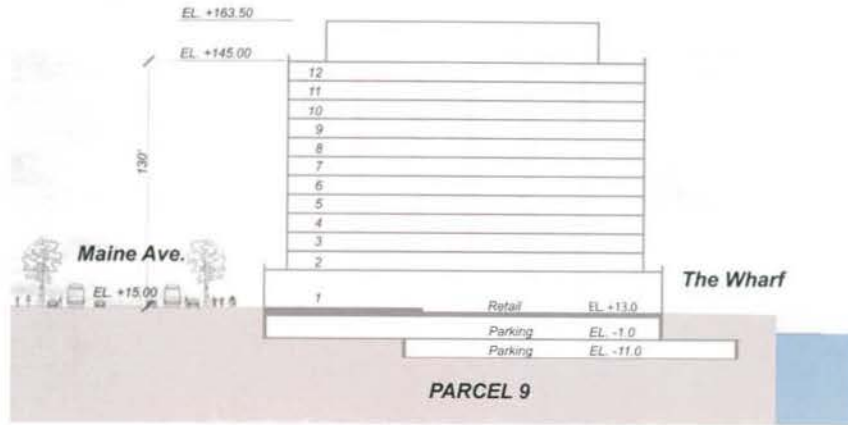 EL. +163.50
EL. +145.00
12
11
10
9
8
7
6
5
4
3
2
130'
Maine Ave.
The Wharf
EL. +15.00
1
Retail EL. +13.0
Parking EL. -1.0
Parking EL. -11.0
PARCEL 9